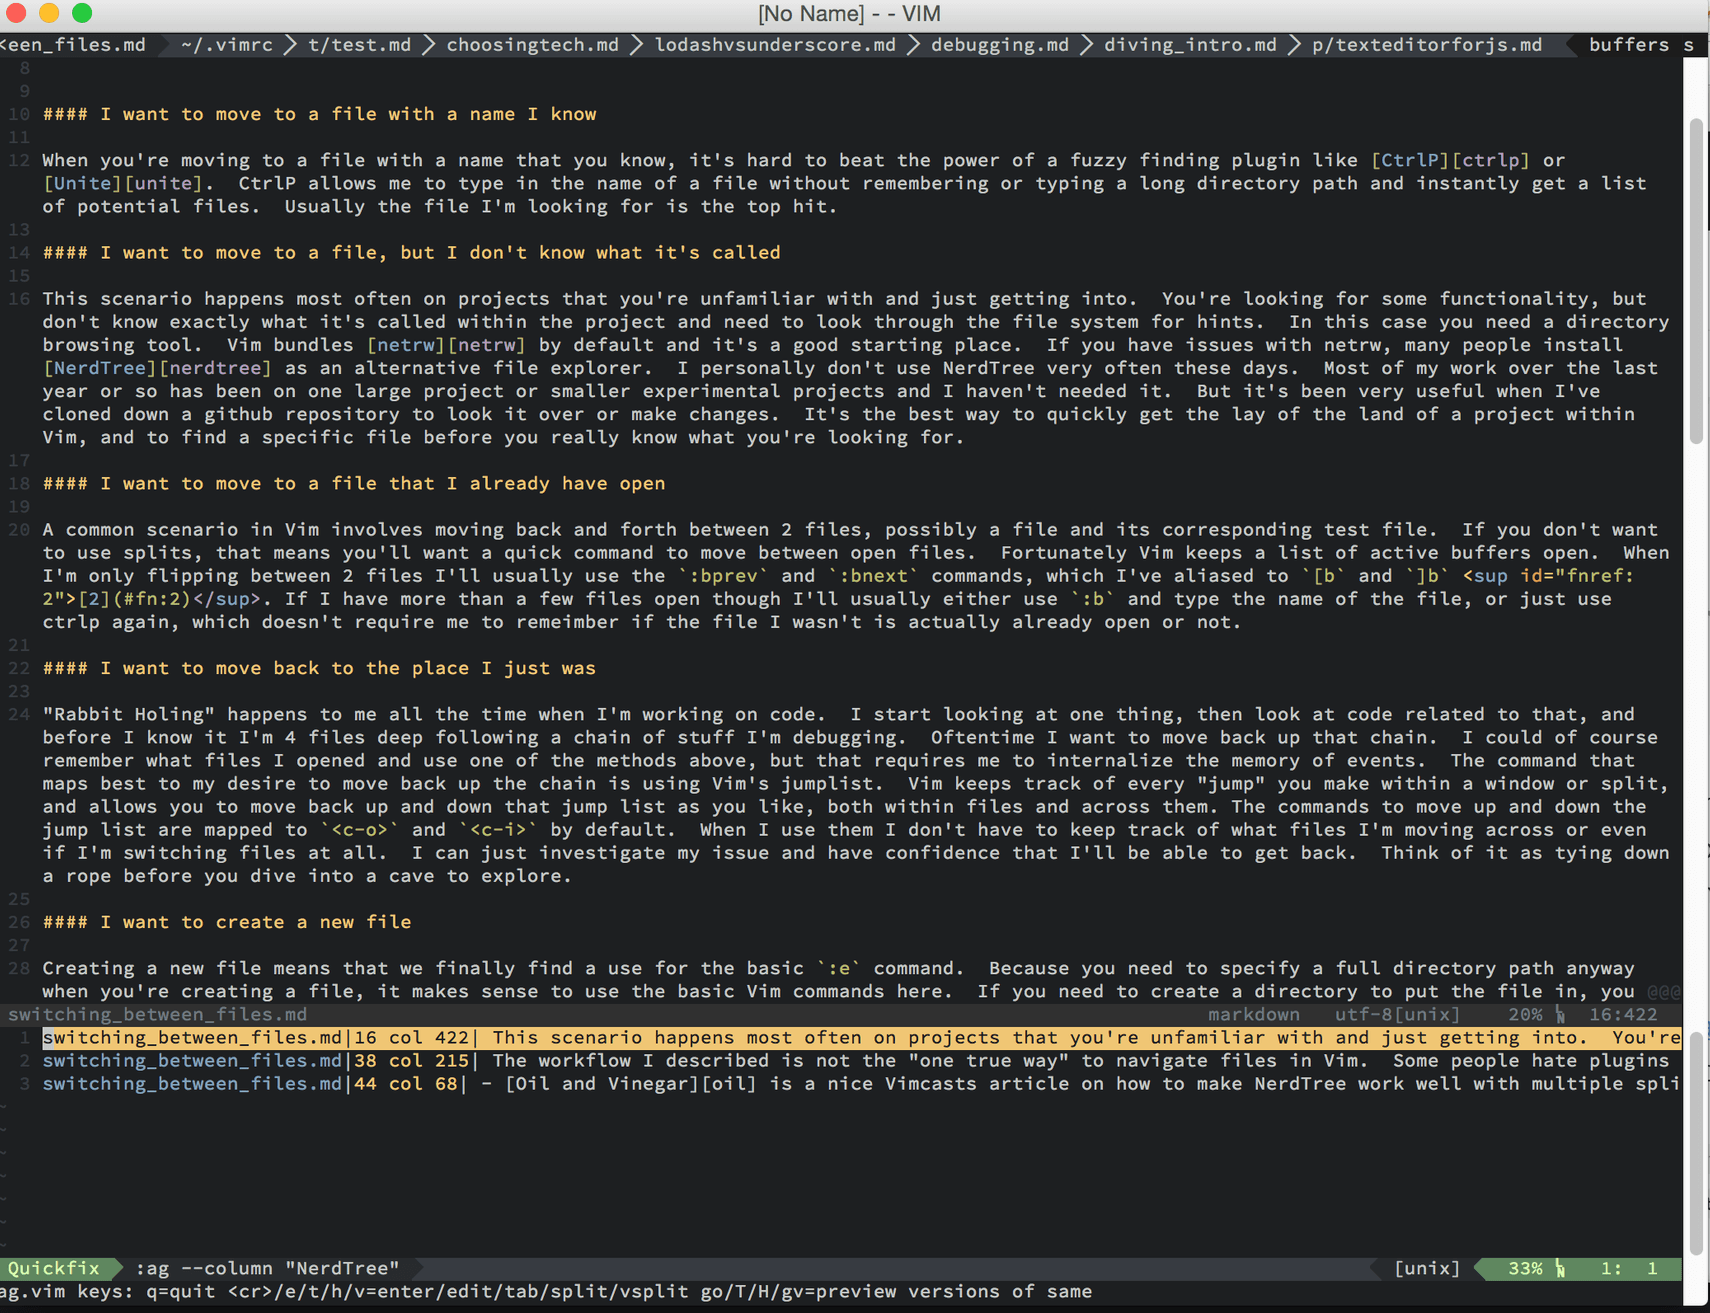 [No Name] - - VIM
<een_files.md ~/.vimrc t/test.md choosingtech.md lodashvsunderscore.md debugging.md diving_intro.md p/texteditorforjs.md buffers s
8
9
10 #### I want to move to a file with a name I know
11
12 When you're moving to a file with a name that you know, it's hard to beat the power of a fuzzy finding plugin like [CtrlP][ctrlp] or
[Unite][unite].  CtrlP allows me to type in the name of a file without remembering or typing a long directory path and instantly get a list
of potential files.  Usually the file I'm looking for is the top hit.
13
14 #### I want to move to a file, but I don't know what it's called
15
16 This scenario happens most often on projects that you're unfamiliar with and just getting into.  You're looking for some functionality, but
don't know exactly what it's called within the project and need to look through the file system for hints.  In this case you need a directory
browsing tool.  Vim bundles [netrw][netrw] by default and it's a good starting place.  If you have issues with netrw, many people install
[NerdTree][nerdtree] as an alternative file explorer.  I personally don't use NerdTree very often these days.  Most of my work over the last
year or so has been on one large project or smaller experimental projects and I haven't needed it.  But it's been very useful when I've
cloned down a github repository to look it over or make changes.  It's the best way to quickly get the lay of the land of a project within
Vim, and to find a specific file before you really know what you're looking for.
17
18 #### I want to move to a file that I already have open
19
20 A common scenario in Vim involves moving back and forth between 2 files, possibly a file and its corresponding test file.  If you don't want
to use splits, that means you'll want a quick command to move between open files.  Fortunately Vim keeps a list of active buffers open.  When
I'm only flipping between 2 files I'll usually use the `:bprev` and `:bnext` commands, which I've aliased to `[b` and `]b` <sup id="fnref:
2">[2](#fn:2)</sup>. If I have more than a few files open though I'll usually either use `:b` and type the name of the file, or just use
ctrlp again, which doesn't require me to remeimber if the file I wasn't is actually already open or not.
21
22 #### I want to move back to the place I just was
23
24 "Rabbit Holing" happens to me all the time when I'm working on code.  I start looking at one thing, then look at code related to that, and
before I know it I'm 4 files deep following a chain of stuff I'm debugging.  Oftentime I want to move back up that chain.  I could of course
remember what files I opened and use one of the methods above, but that requires me to internalize the memory of events.  The command that
maps best to my desire to move back up the chain is using Vim's jumplist.  Vim keeps track of every "jump" you make within a window or split,
and allows you to move back up and down that jump list as you like, both within files and across them. The commands to move up and down the
jump list are mapped to `<c-o>` and `<c-i>` by default.  When I use them I don't have to keep track of what files I'm moving across or even
if I'm switching files at all.  I can just investigate my issue and have confidence that I'll be able to get back.  Think of it as tying down
a rope before you dive into a cave to explore.
25
26 #### I want to create a new file
27
28 Creating a new file means that we finally find a use for the basic `:e` command.  Because you need to specify a full directory path anyway
when you're creating a file, it makes sense to use the basic Vim commands here.  If you need to create a directory to put the file in, you @@@
switching_between_files.md markdown utf-8[unix] 20% 16:422
1 switching_between_files.md|16 col 422| This scenario happens most often on projects that you're unfamiliar with and just getting into.  You're
2 switching_between_files.md|38 col 215| The workflow I described is not the "one true way" to navigate files in Vim.  Some people hate plugins
3 switching_between_files.md|44 col 68| - [Oil and Vinegar][oil] is a nice Vimcasts article on how to make NerdTree work well with multiple spli
~
~
~
~
~
~
~
Quickfix :ag --column "NerdTree" [unix] 33% 1: 1
ag.vim keys: q=quit <cr>/e/t/h/v=enter/edit/tab/split/vsplit go/T/H/gv=preview versions of same